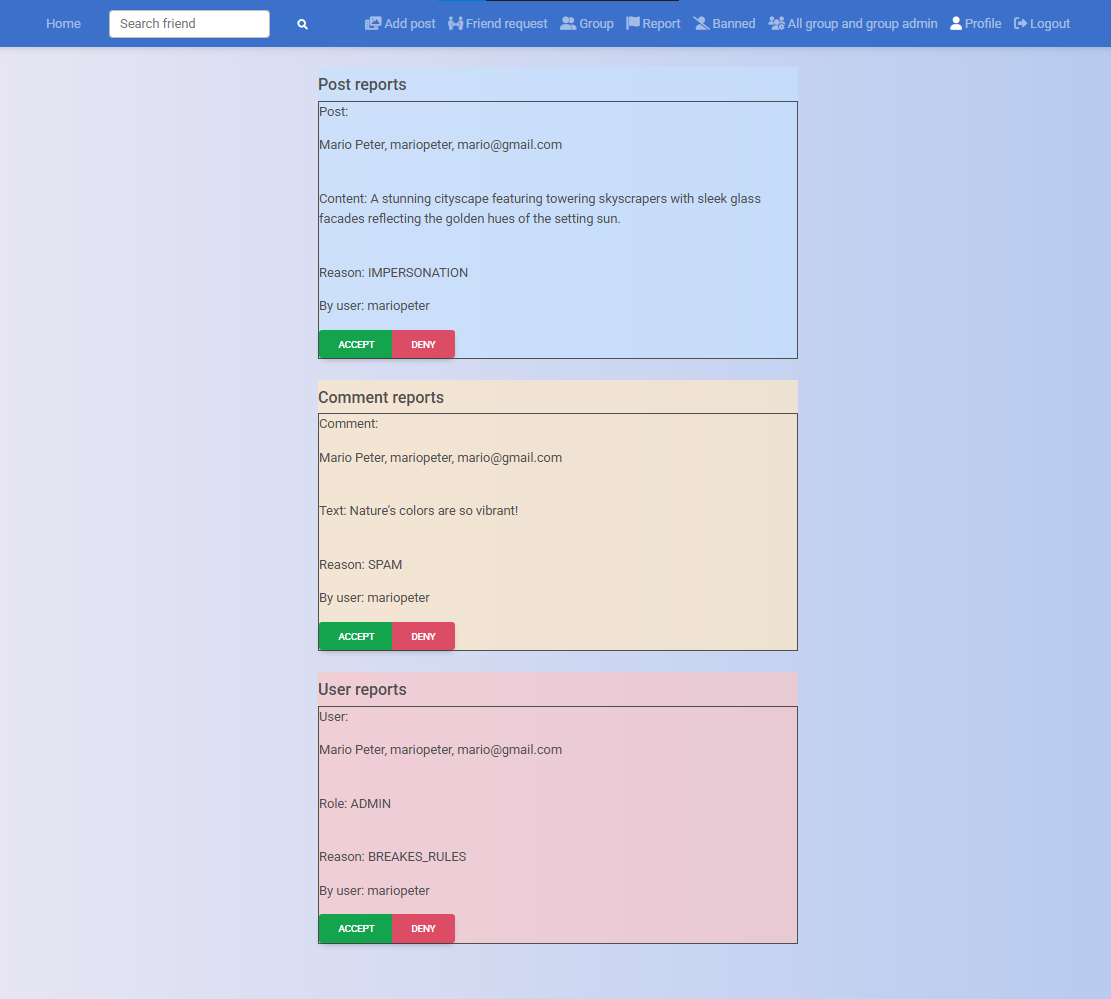 Home Search friend Add post Friend request Group Report Banned All group and group admin Profile Logout
Post reports
Post:
Mario Peter, mariopeter, mario@gmail.com
Content: A stunning cityscape featuring towering skyscrapers with sleek glass
facades reflecting the golden hues of the setting sun.
Reason: IMPERSONATION
By user: mariopeter
ACCEPT DENY
Comment reports
Comment:
Mario Peter, mariopeter, mario@gmail.com
Text: Nature's colors are so vibrant!
Reason: SPAM
By user: mariopeter
ACCEPT DENY
User reports
User:
Mario Peter, mariopeter, mario@gmail.com
Role: ADMIN
Reason: BREAKES_RULES
By user: mariopeter
ACCEPT DENY